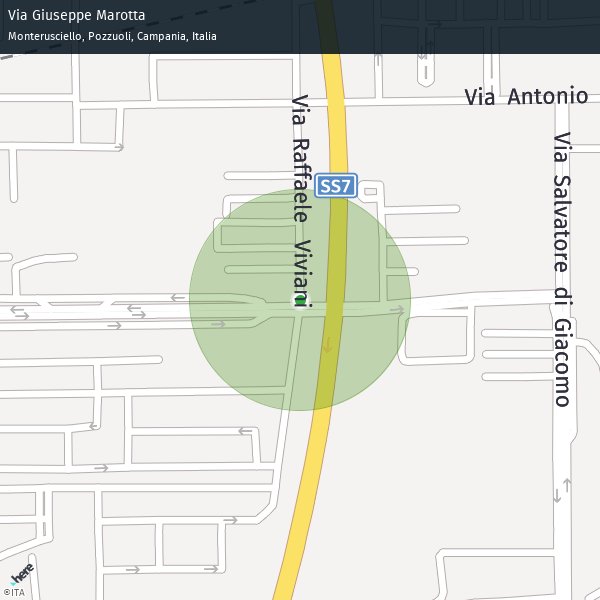 Via Giuseppe Marotta
Monterusciello, Pozzuoli, Campania, Italia
Via Antonio
Via Raffaele Viviani
SS7
Via Salvatore di Giacomo
here
©ITA